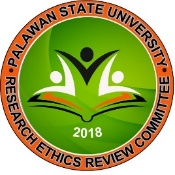 • PALAWAN STATE UNIVERSITY •
RESEARCH ETHICS REVIEW COMMITTEE
2018